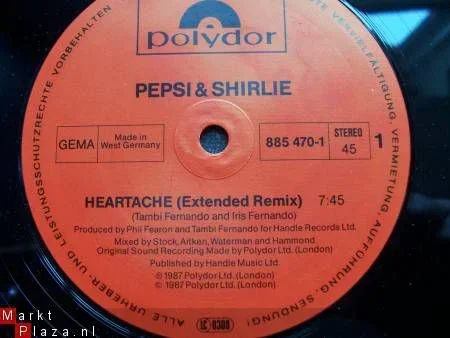 polydor
PEPSI & SHIRLIE
GEMA
Made in
West Germany
885 470-1
STEREO
45
1
HEARTACHE (Extended Remix) 7:45
(Tambi Fernando and Iris Fernando)
Produced by Phil Fearon and Tambi Fernando for Handle Records Ltd.
Mixed by Stock, Aitken, Waterman and Hammond
Original Sound Recording Made by Polydor Ltd. (London)
Published by Handle Music Ltd.
℗ 1987 Polydor Ltd. (London)
© 1987 Polydor Ltd. (London)
ALLE URHEBER- UND LEISTUNGSSCHUTZRECHTE VORBEHALTEN
VERVIELFÄLTIGUNG, VERMIETUNG, AUFFÜHRUNG, SENDUNG!
LC 0309
Markt
Plaza.nl